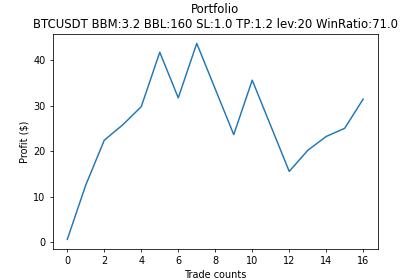 Portfolio
BTCUSDT BBM:3.2 BBL:160 SL:1.0 TP:1.2 lev:20 WinRatio:71.0
Profit ($)
40
30
20
10
0
0 2 4 6 8 10 12 14 16
Trade counts